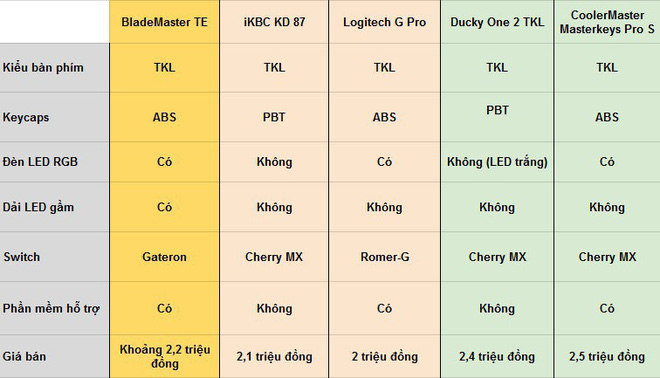 BladeMaster TE iKBC KD 87 Logitech G Pro Ducky One 2 TKL CoolerMaster
Masterkeys Pro S
Kiểu bàn phím TKL TKL TKL TKL TKL
Keycaps ABS PBT ABS PBT ABS
Đèn LED RGB Có Không Có Không (LED trắng) Có
Dải LED gầm Có Không Không Không Không
Switch Gateron Cherry MX Romer-G Cherry MX Cherry MX
Phần mềm hỗ trợ Có Không Có Không Có
Giá bán Khoảng 2,2 triệu
đồng 2,1 triệu đồng 2 triệu đồng 2,4 triệu đồng 2,5 triệu đồng